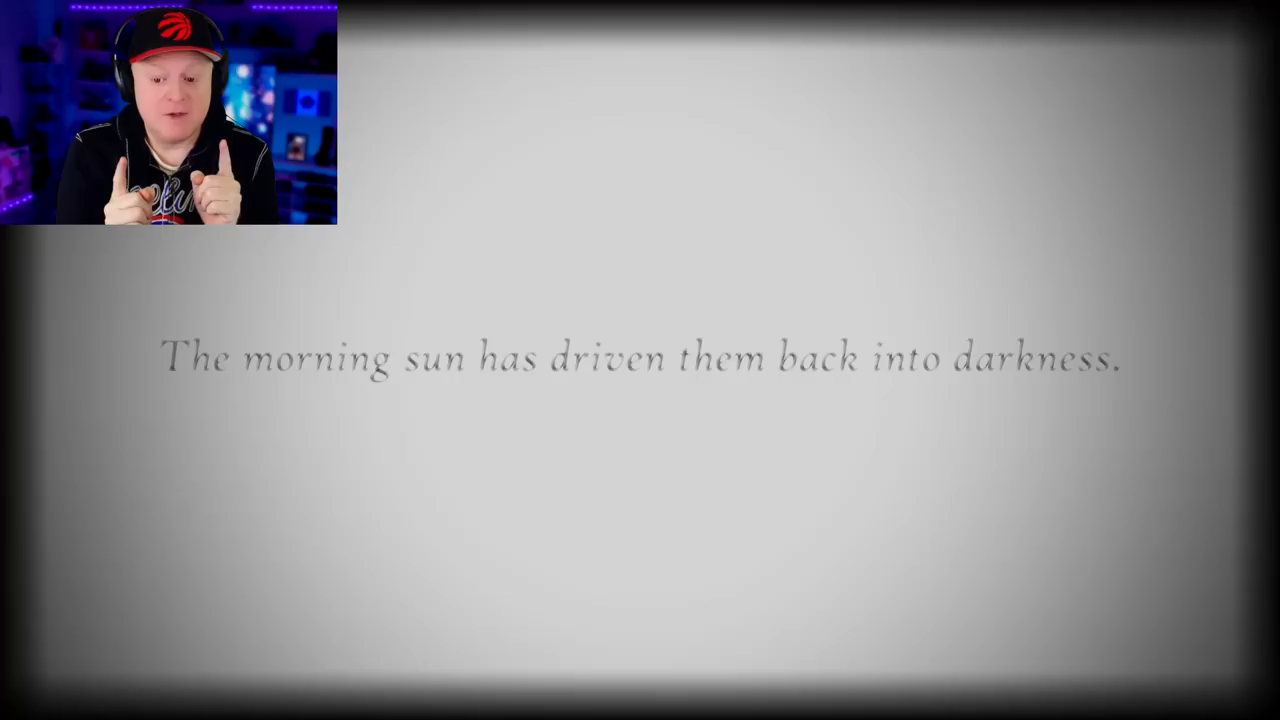 The morning sun has driven them back into darkness.